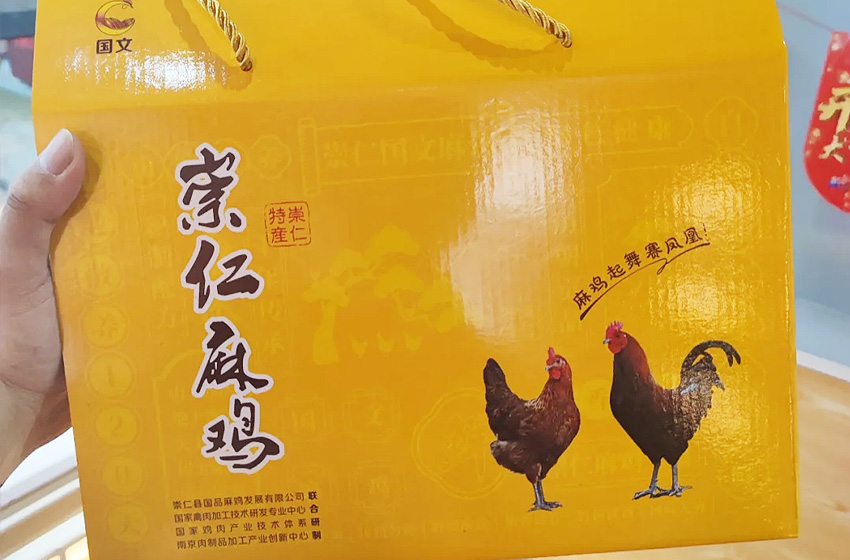 国文
崇仁麻鸡
崇仁
特産
麻鸡起舞赛凤凰!
崇仁县国品麻鸡发展有限公司
国家禽肉加工技术研发专业中心
国家鸡肉产业技术体系
南京肉制品加工产业创新中心
联合研制
开
大